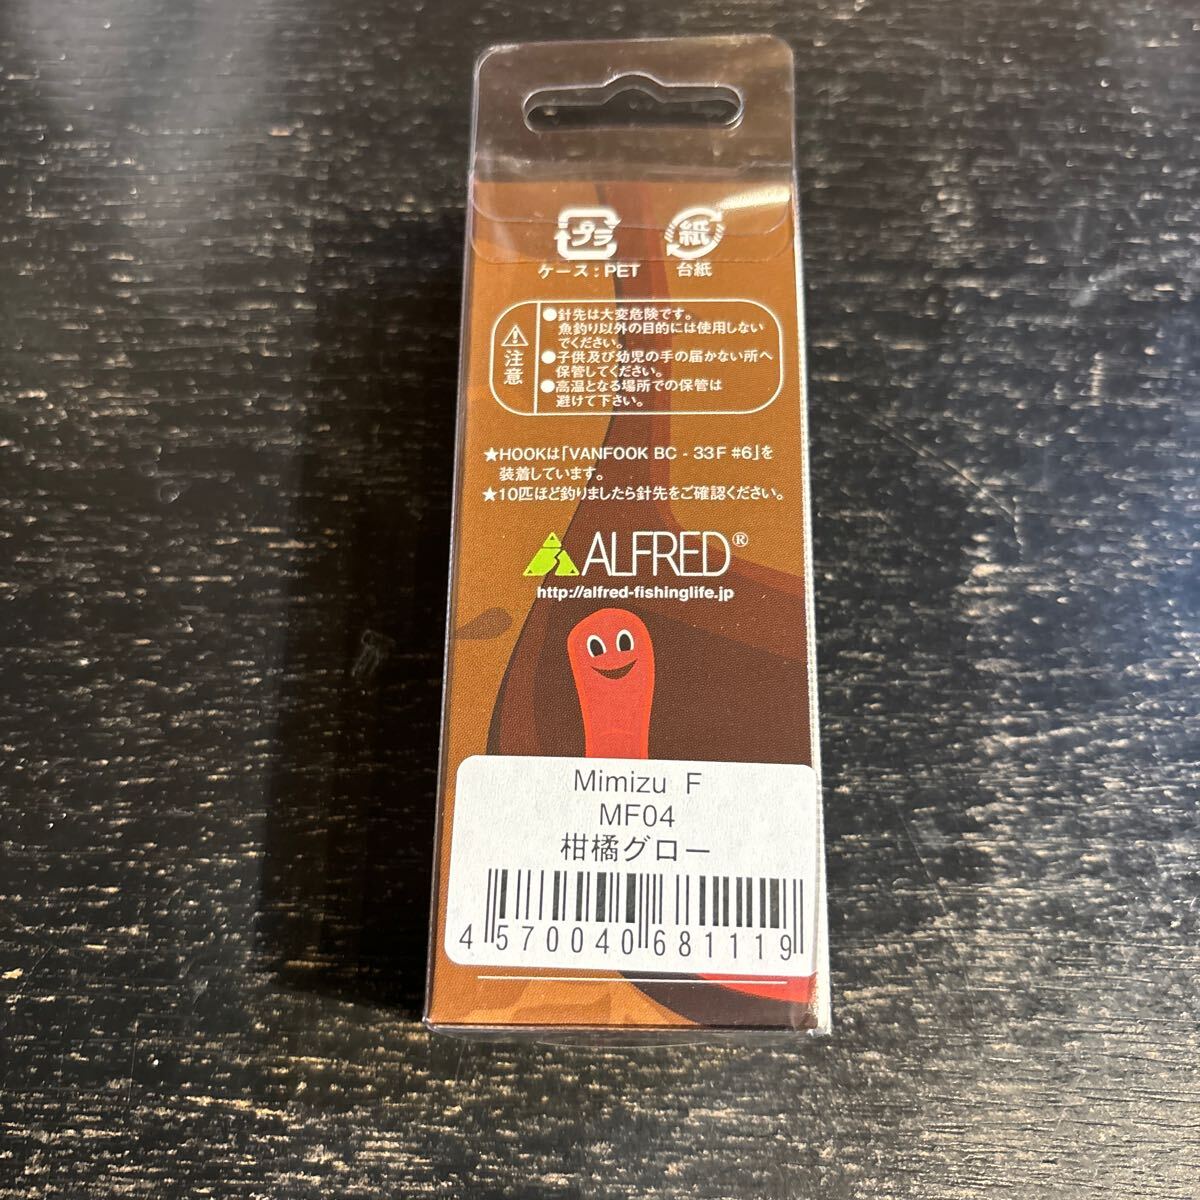 プラ 紙
ケース：PET 台紙
注意
●針先は大変危険です。
魚釣り以外の目的には使用しない
でください。
●子供及び幼児の手の届かない所へ
保管してください。
●高温となる場所での保管は
避けて下さい。
★HOOKは「VANFOOK BC - 33F #6」を
装着しています。
★10匹ほど釣りましたら針先をご確認ください。
ALFRED®
http://alfred-fishinglife.jp
Mimizu F
MF04
柑橘グロー
4 570040 681119